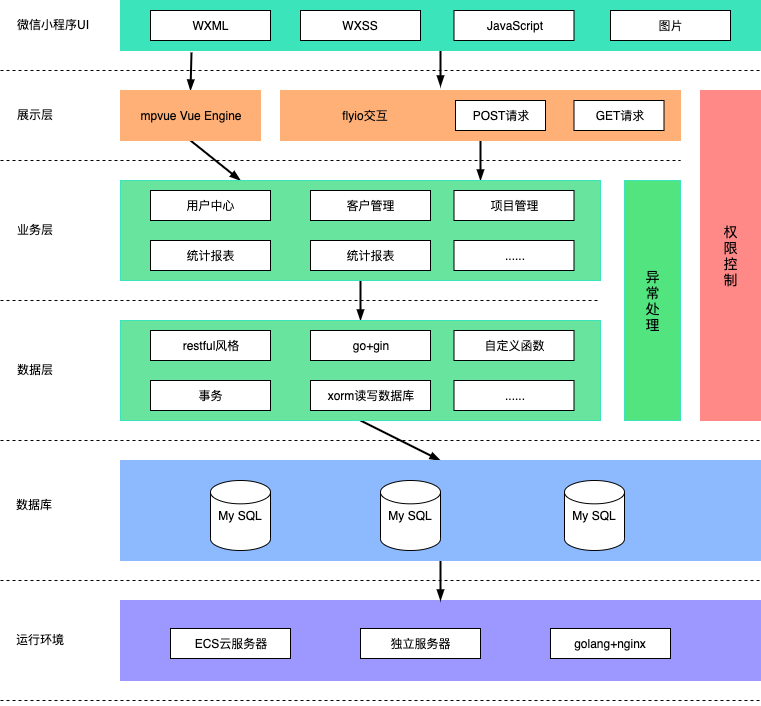 微信小程序UI
WXML
WXSS
JavaScript
图片
展示层
mpvue Vue Engine
flyio交互
POST请求
GET请求
权限控制
业务层
用户中心
客户管理
项目管理
统计报表
统计报表
......
异常处理
数据层
restful风格
go+gin
自定义函数
事务
xorm读写数据库
......
数据库
My SQL
My SQL
My SQL
运行环境
ECS云服务器
独立服务器
golang+nginx